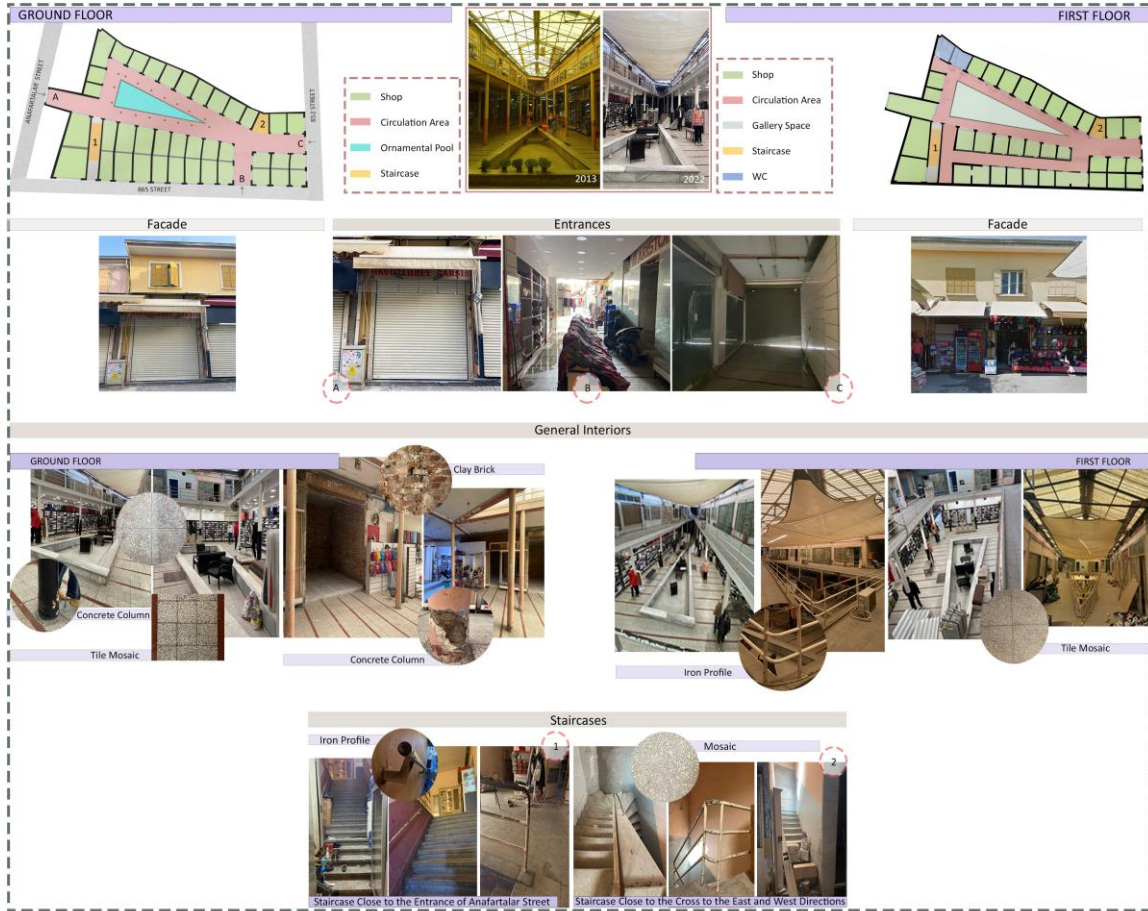 GROUND FLOOR
FIRST FLOOR
ANAFARTALAR STREET
A
1
2
B
C
852 STREET
865 STREET
Shop
Circulation Area
Ornamental Pool
Staircase
2013
2022
Shop
Circulation Area
Gallery Space
Staircase
WC
1
2
Facade
Entrances
Facade
A
B
C
General Interiors
GROUND FLOOR
FIRST FLOOR
Clay Brick
Concrete Column
Tile Mosaic
Concrete Column
Iron Profile
Tile Mosaic
Staircases
Iron Profile
1
Mosaic
2
Staircase Close to the Entrance of Anafartalar Street
Staircase Close to the Cross to the East and West Directions